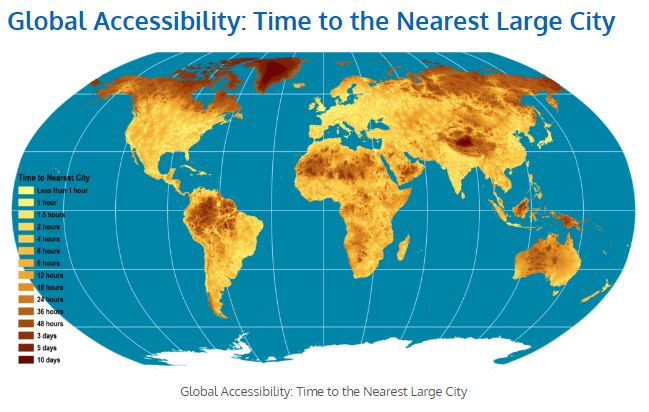 Global Accessibility: Time to the Nearest Large City
Time to Nearest City
Less than 1 hour
1 hour
1.5 hours
2 hours
4 hours
6 hours
8 hours
12 hours
18 hours
24 hours
36 hours
48 hours
3 days
5 days
10 days
Global Accessibility: Time to the Nearest Large City